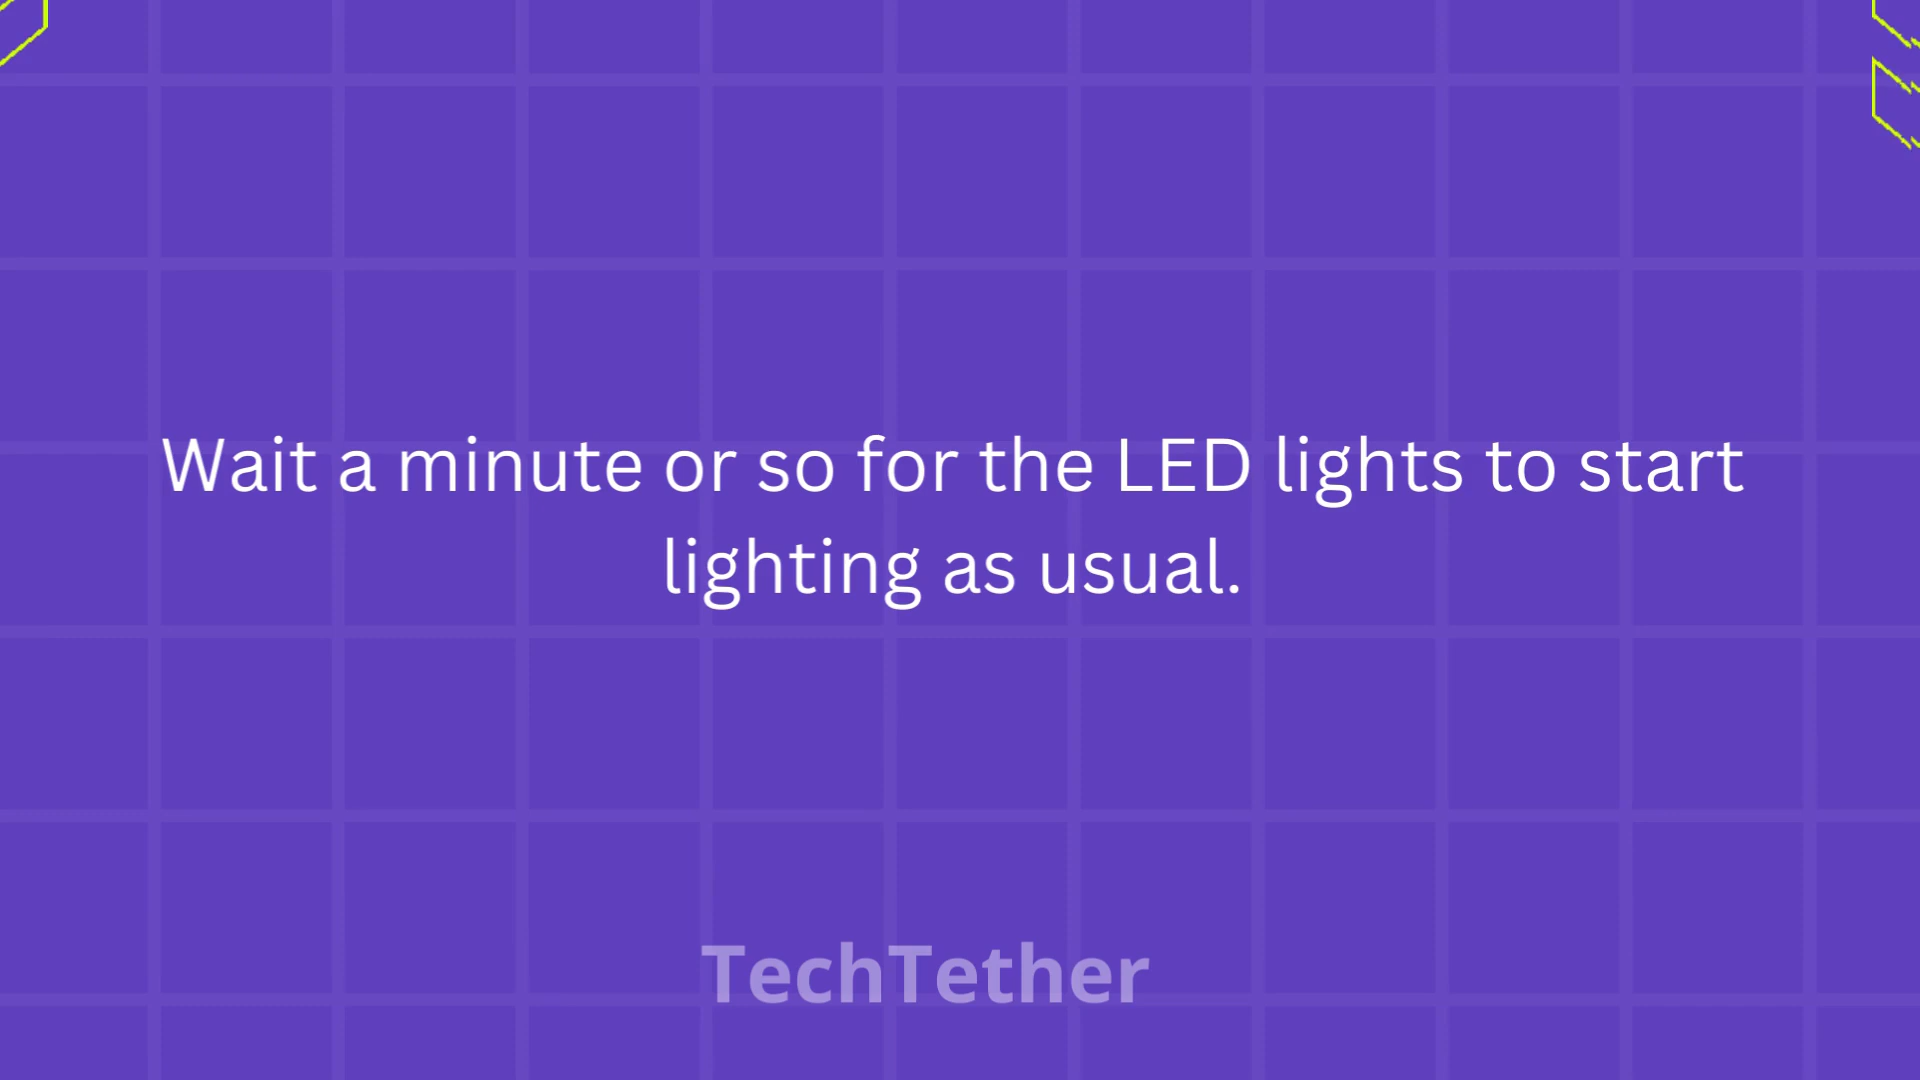 Wait a minute or so for the LED lights to start
lighting as usual.
TechTether